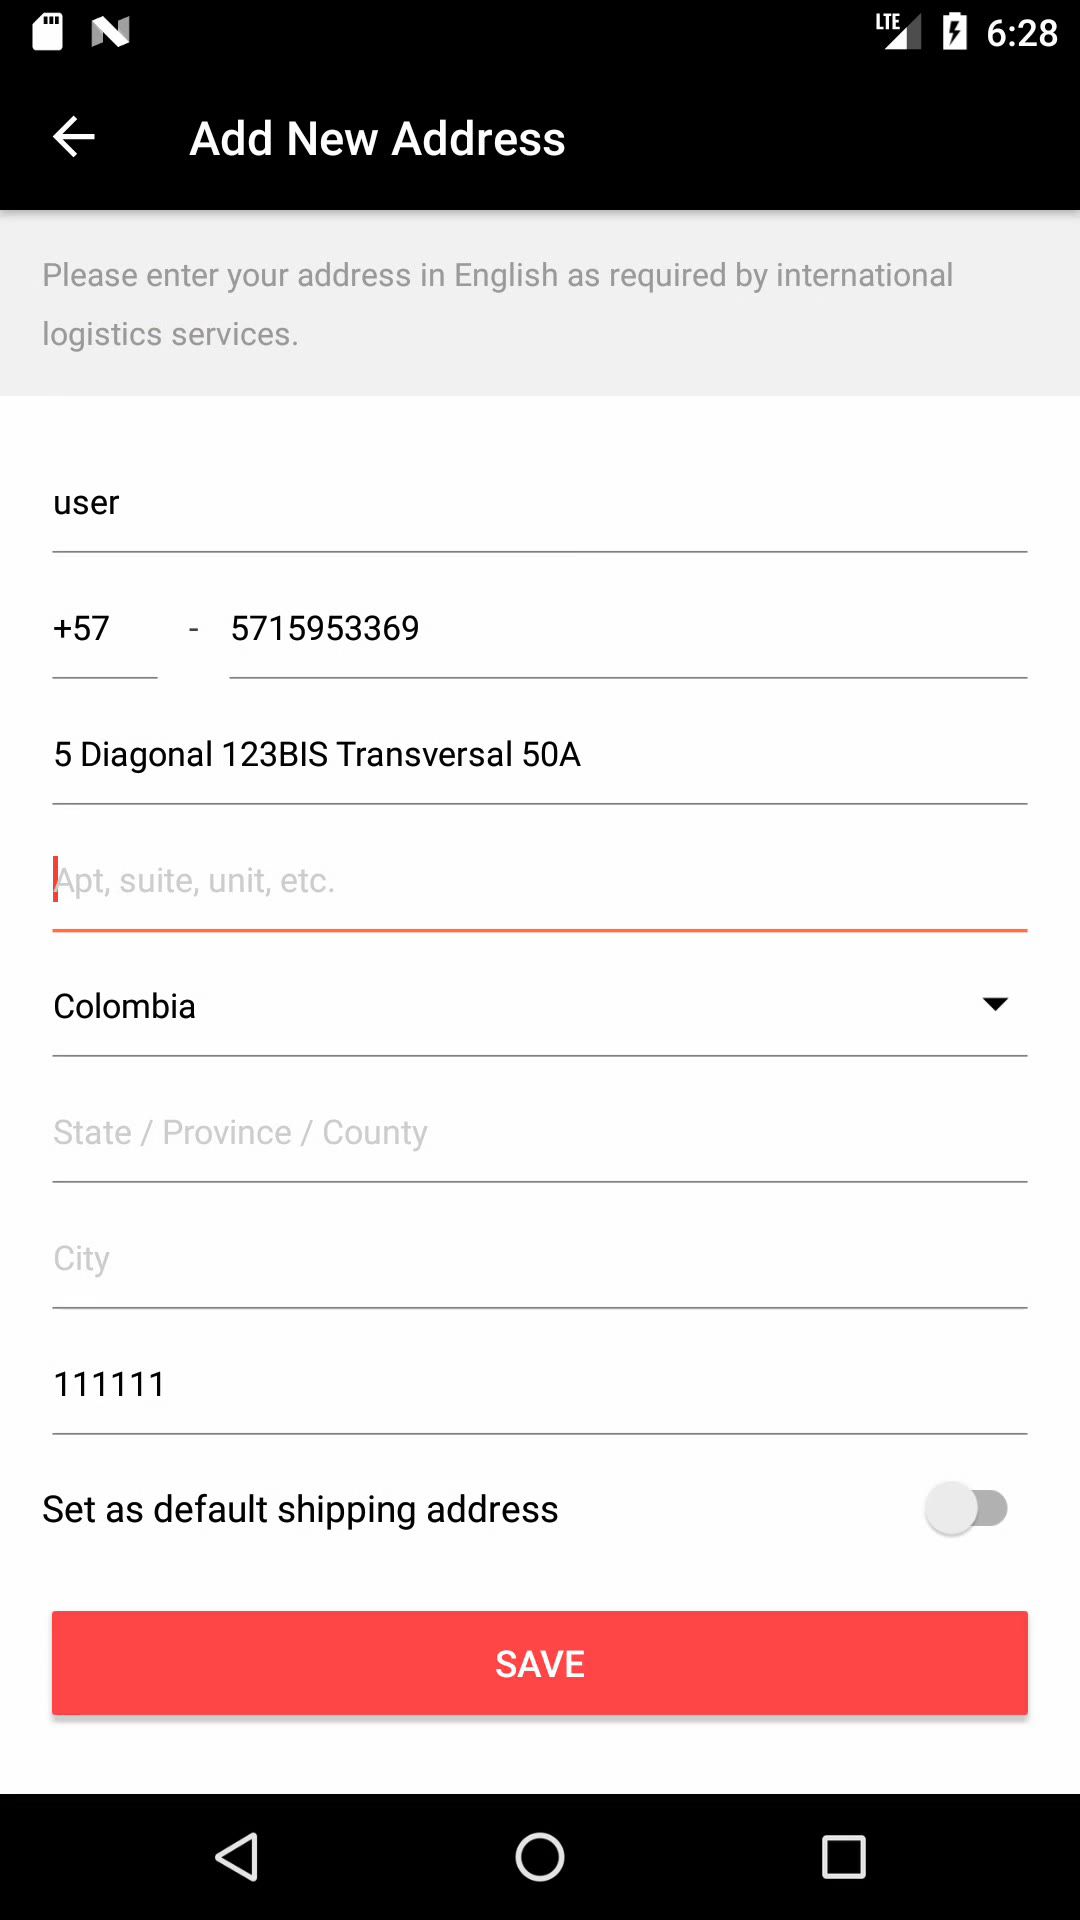 LTE 6:28
Add New Address
Please enter your address in English as required by international
logistics services.
user
+57 - 5715953369
5 Diagonal 123BIS Transversal 50A
Apt, suite, unit, etc.
Colombia
State / Province / County
City
111111
Set as default shipping address
SAVE